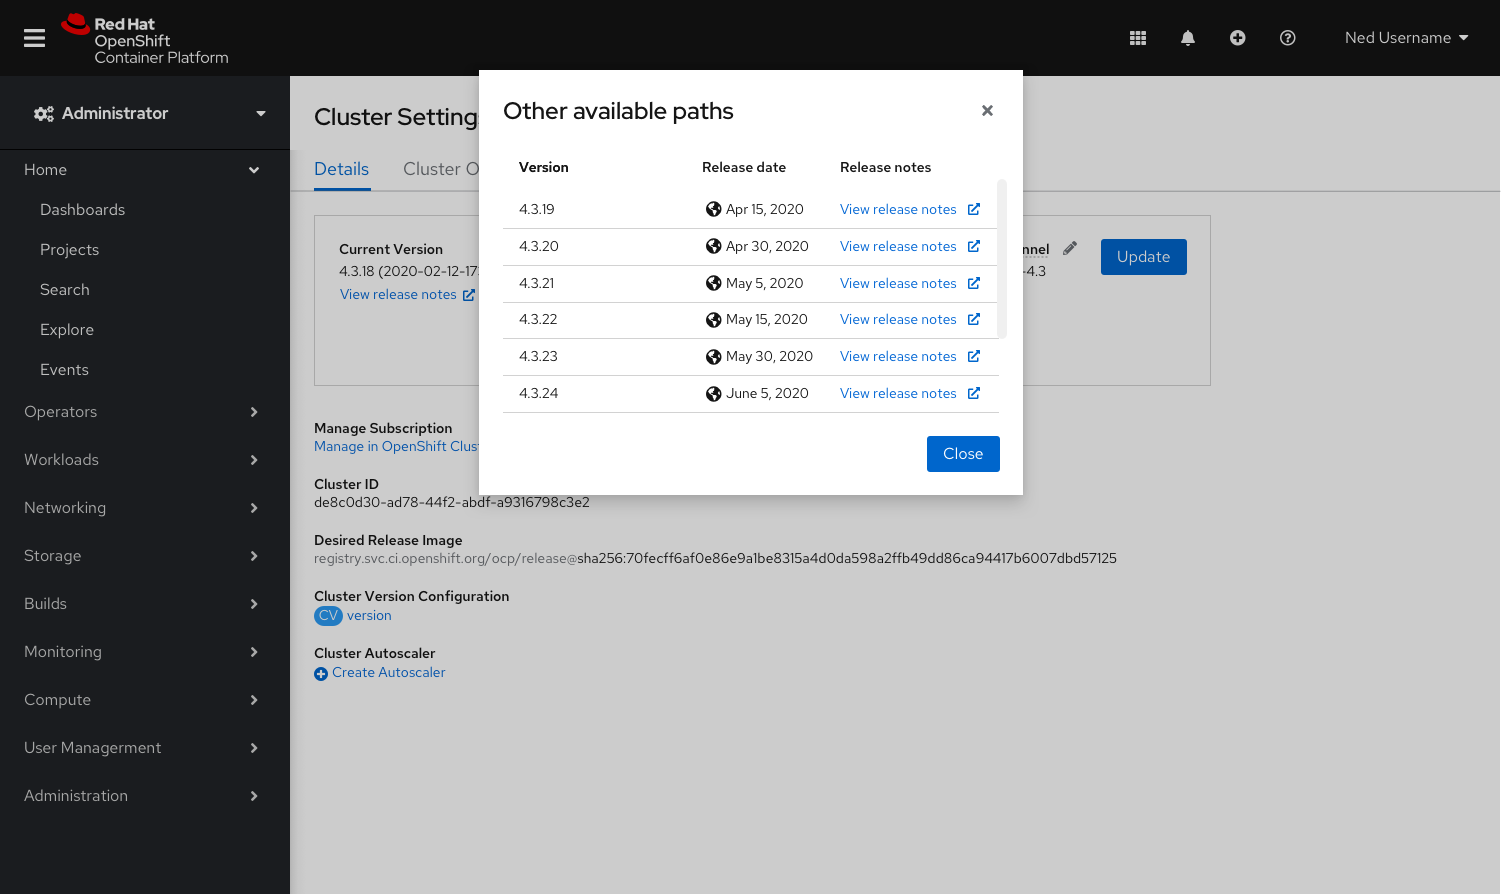 Red Hat
OpenShift
Container Platform
Ned Username
Administrator
Home
Dashboards
Projects
Search
Explore
Events
Operators
Workloads
Networking
Storage
Builds
Monitoring
Compute
User Managerment
Administration
Cluster Settings
Details Cluster O
Current Version
4.3.18 (2020-02-12-17
View release notes
nnel
-4.3
Update
Other available paths
Version Release date Release notes
4.3.19 Apr 15, 2020 View release notes
4.3.20 Apr 30, 2020 View release notes
4.3.21 May 5, 2020 View release notes
4.3.22 May 15, 2020 View release notes
4.3.23 May 30, 2020 View release notes
4.3.24 June 5, 2020 View release notes
Close
Manage Subscription
Manage in OpenShift Clus
Cluster ID
de8c0d30-ad78-44f2-abdf-a9316798c3e2
Desired Release Image
registry.svc.ci.openshift.org/ocp/release@sha256:70fecff6af0e86e9a1be8315a4d0da598a2ffb49dd86ca94417b6007dbd57125
Cluster Version Configuration
CV version
Cluster Autoscaler
Create Autoscaler